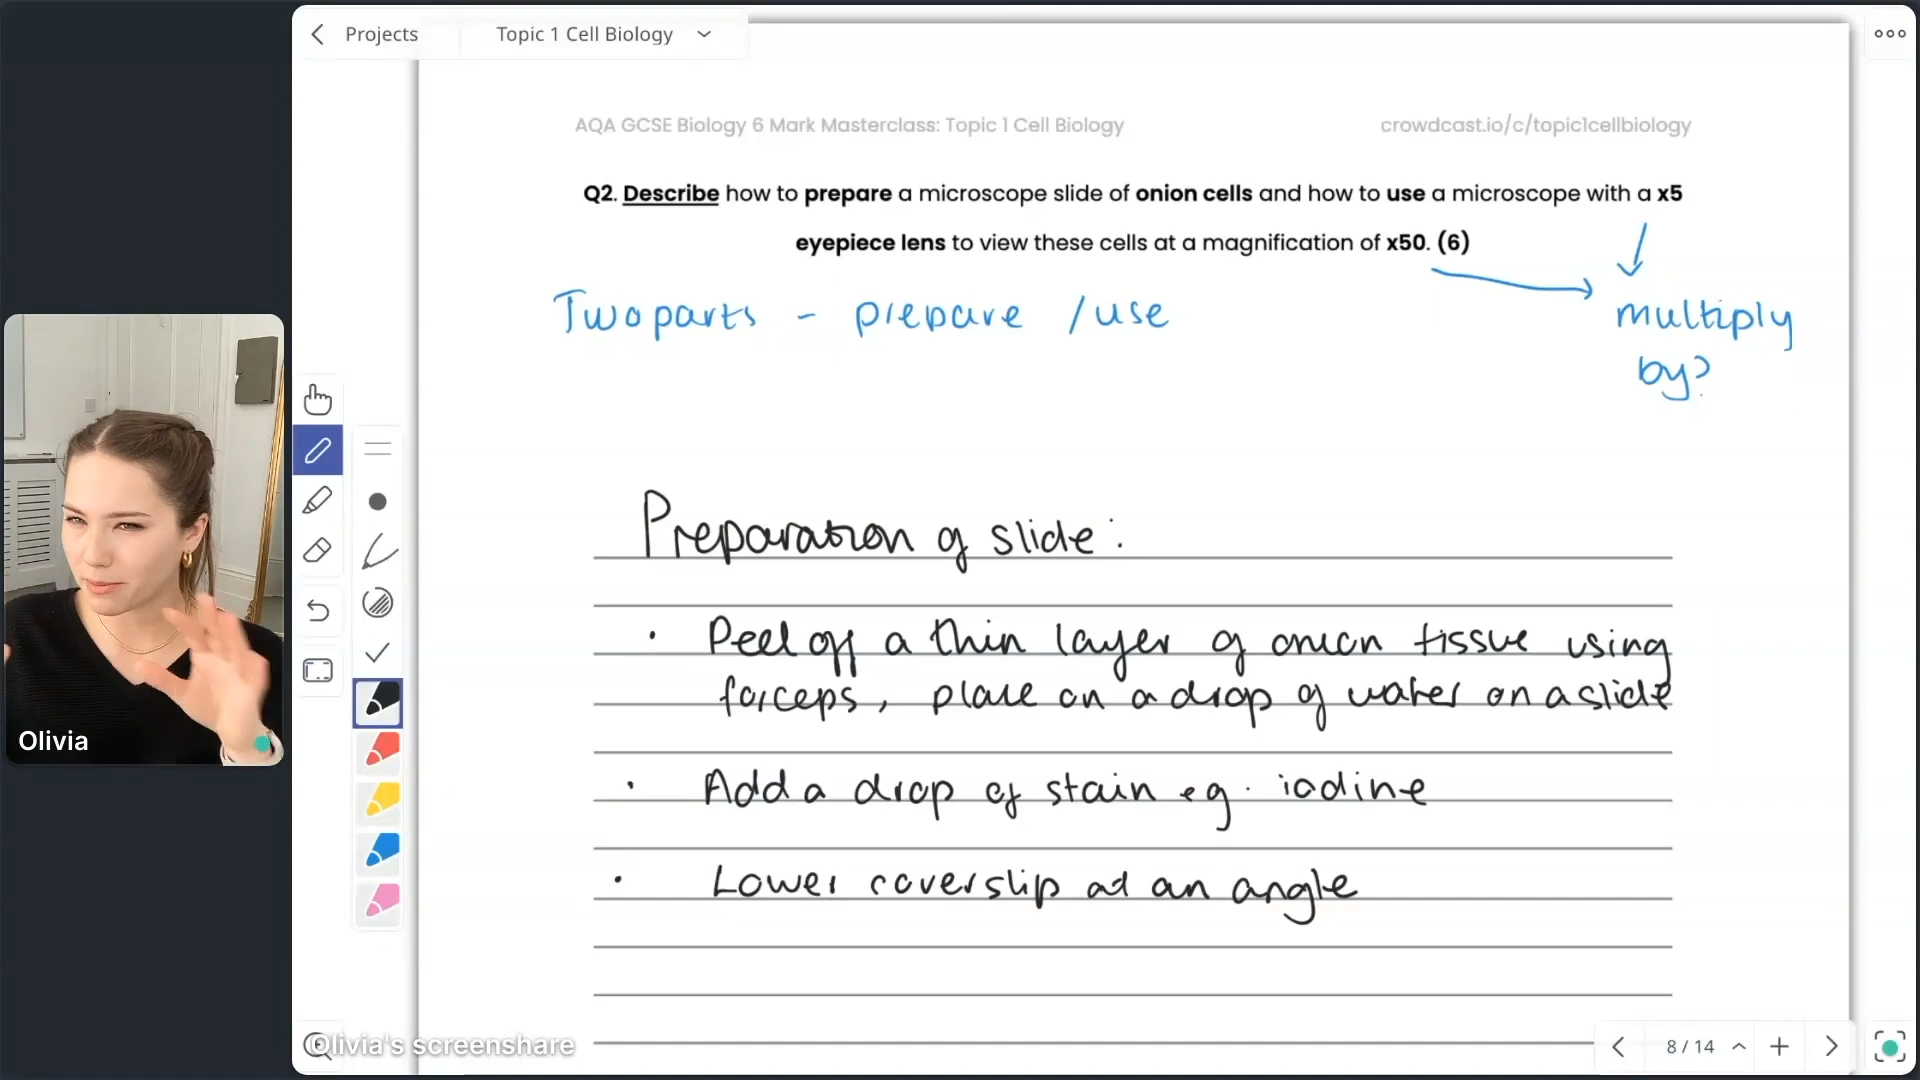 Projects
Topic 1 Cell Biology
AQA GCSE Biology 6 Mark Masterclass: Topic 1 Cell Biology
crowdcast.io/c/topic1cellbiology
Q2. Describe how to prepare a microscope slide of onion cells and how to use a microscope with a x5
eyepiece lens to view these cells at a magnification of x50. (6)
Two parts - prepare / use
multiply
by?
Preparation of slide:
• Peel off a thin layer of onion tissue using
forceps, place on a drop of water on a slide
• Add a drop of stain eg. iodine
• Lower coverslip at an angle
Olivia
Olivia's screenshare
8 / 14